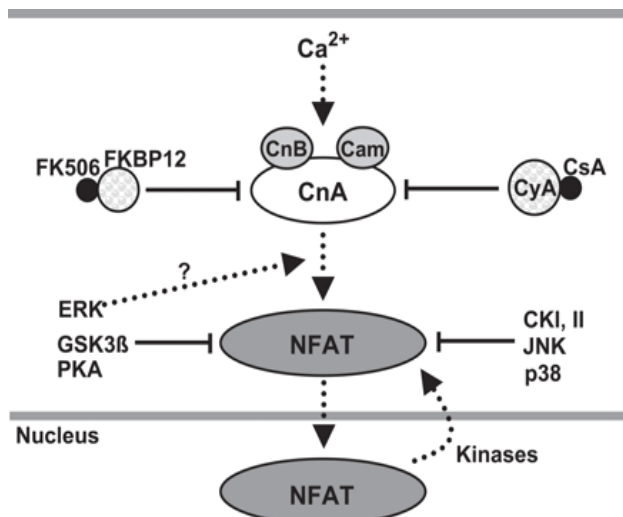 Ca²⁺
CnB
Cam
FK506
FKBP12
CnA
CyA
CsA
?
ERK
GSK3ß
PKA
NFAT
CKI, II
JNK
p38
Nucleus
Kinases
NFAT